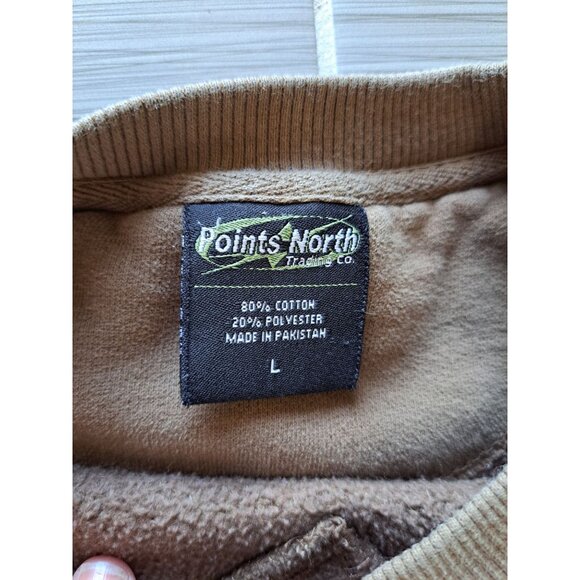 Points North
Trading Co.
80% COTTON
20% POLYESTER
MADE IN PAKISTAN
L